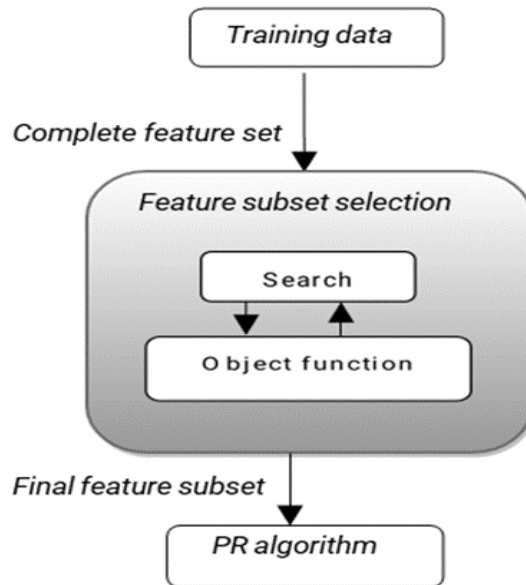 Training data
Complete feature set
Feature subset selection
Search
Object function
Final feature subset
PR algorithm